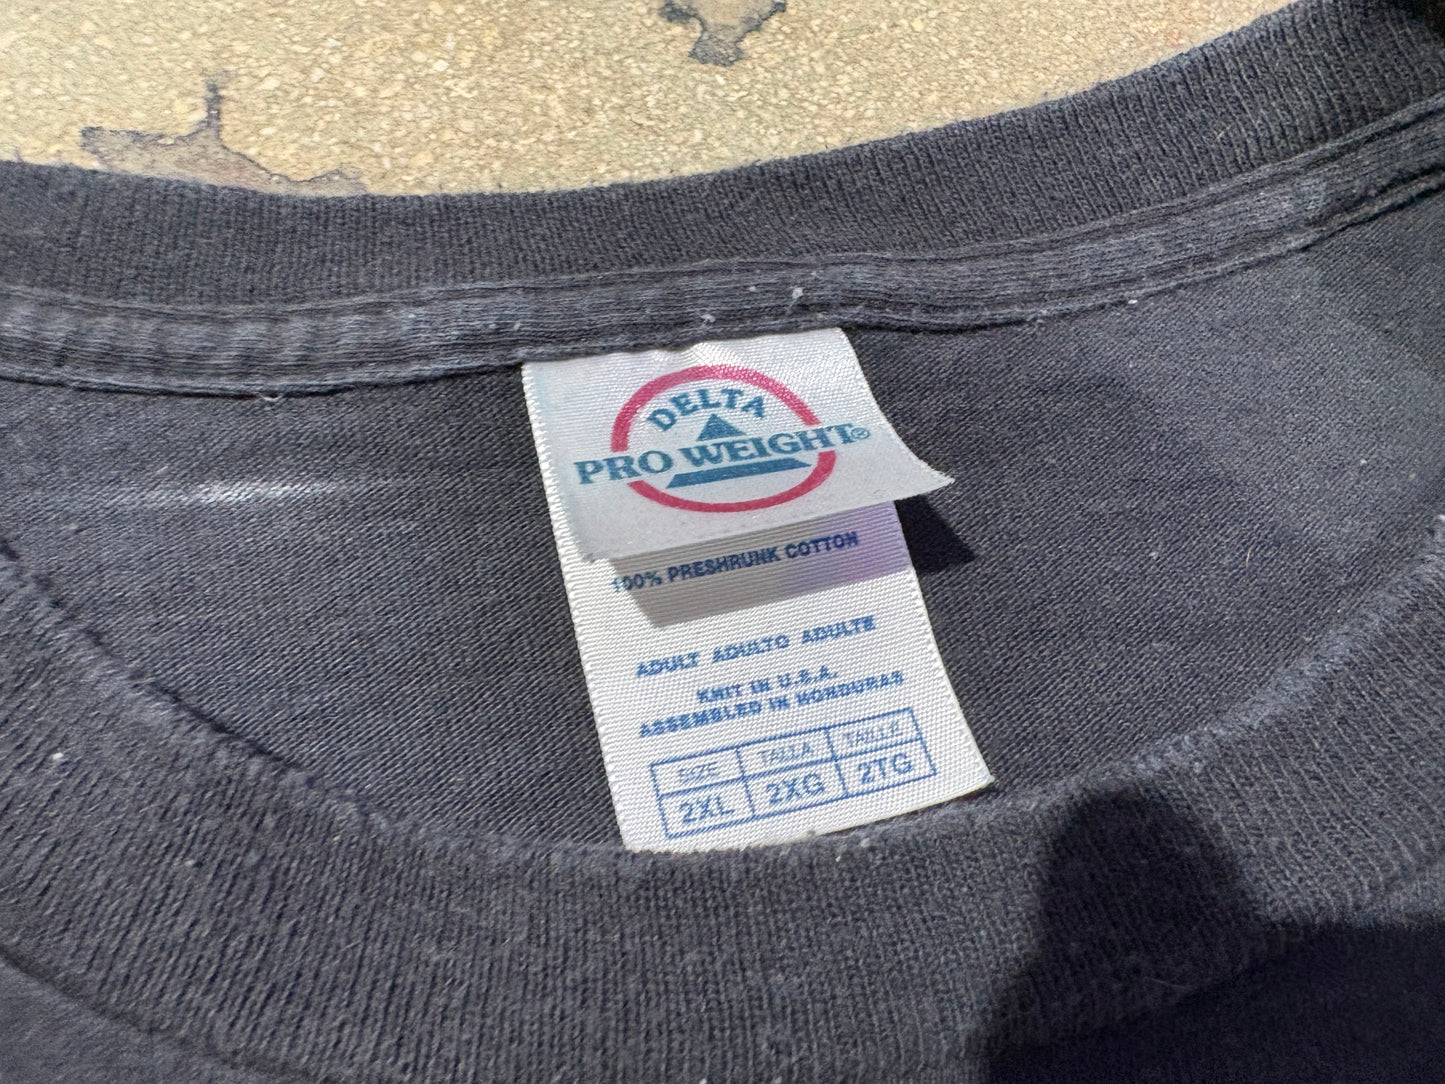 DELTA
PRO WEIGHT®
100% PRESHRUNK COTTON
ADULT ADULTO ADULTE
KNIT IN U.S.A.
ASSEMBLED IN HONDURAS
SIZE TALLA TAILLE
2XL 2XG 2TG